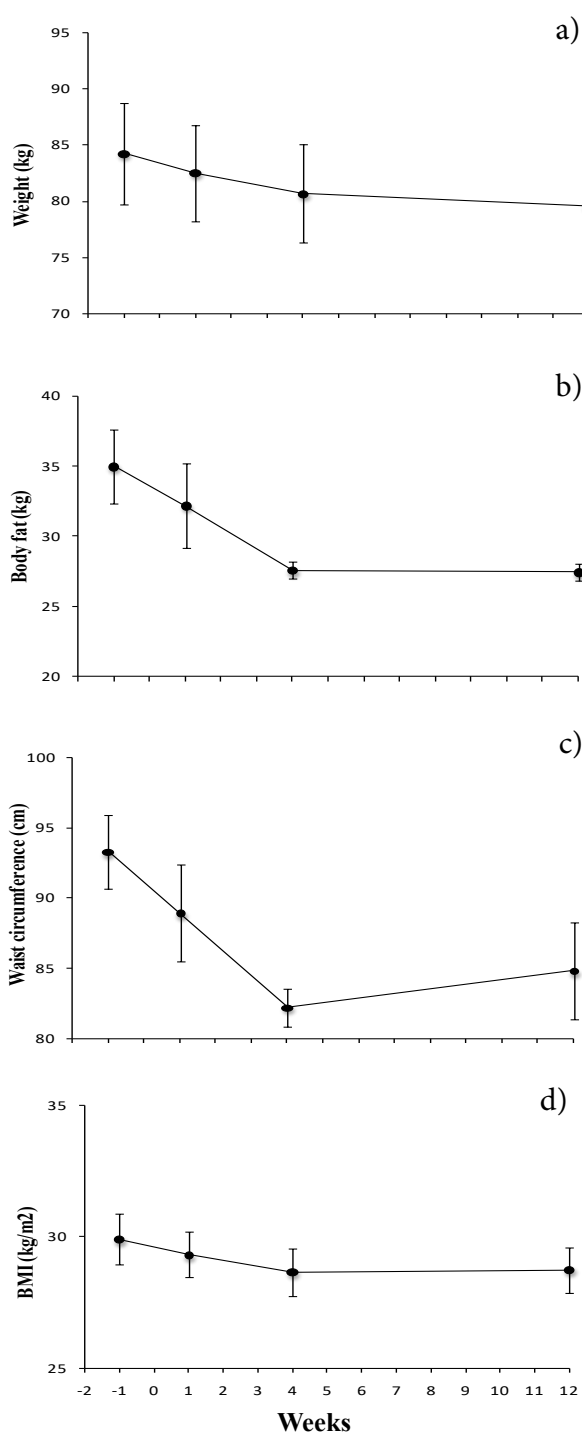 a)
95
90
85
80
75
70
Weight (kg)
b)
40
35
30
25
20
Body fat (kg)
c)
100
95
90
85
80
Waist circumference (cm)
d)
35
30
25
BMI (kg/m2)
-2 -1 0 1 2 3 4 5 6 7 8 9 10 11 12
Weeks